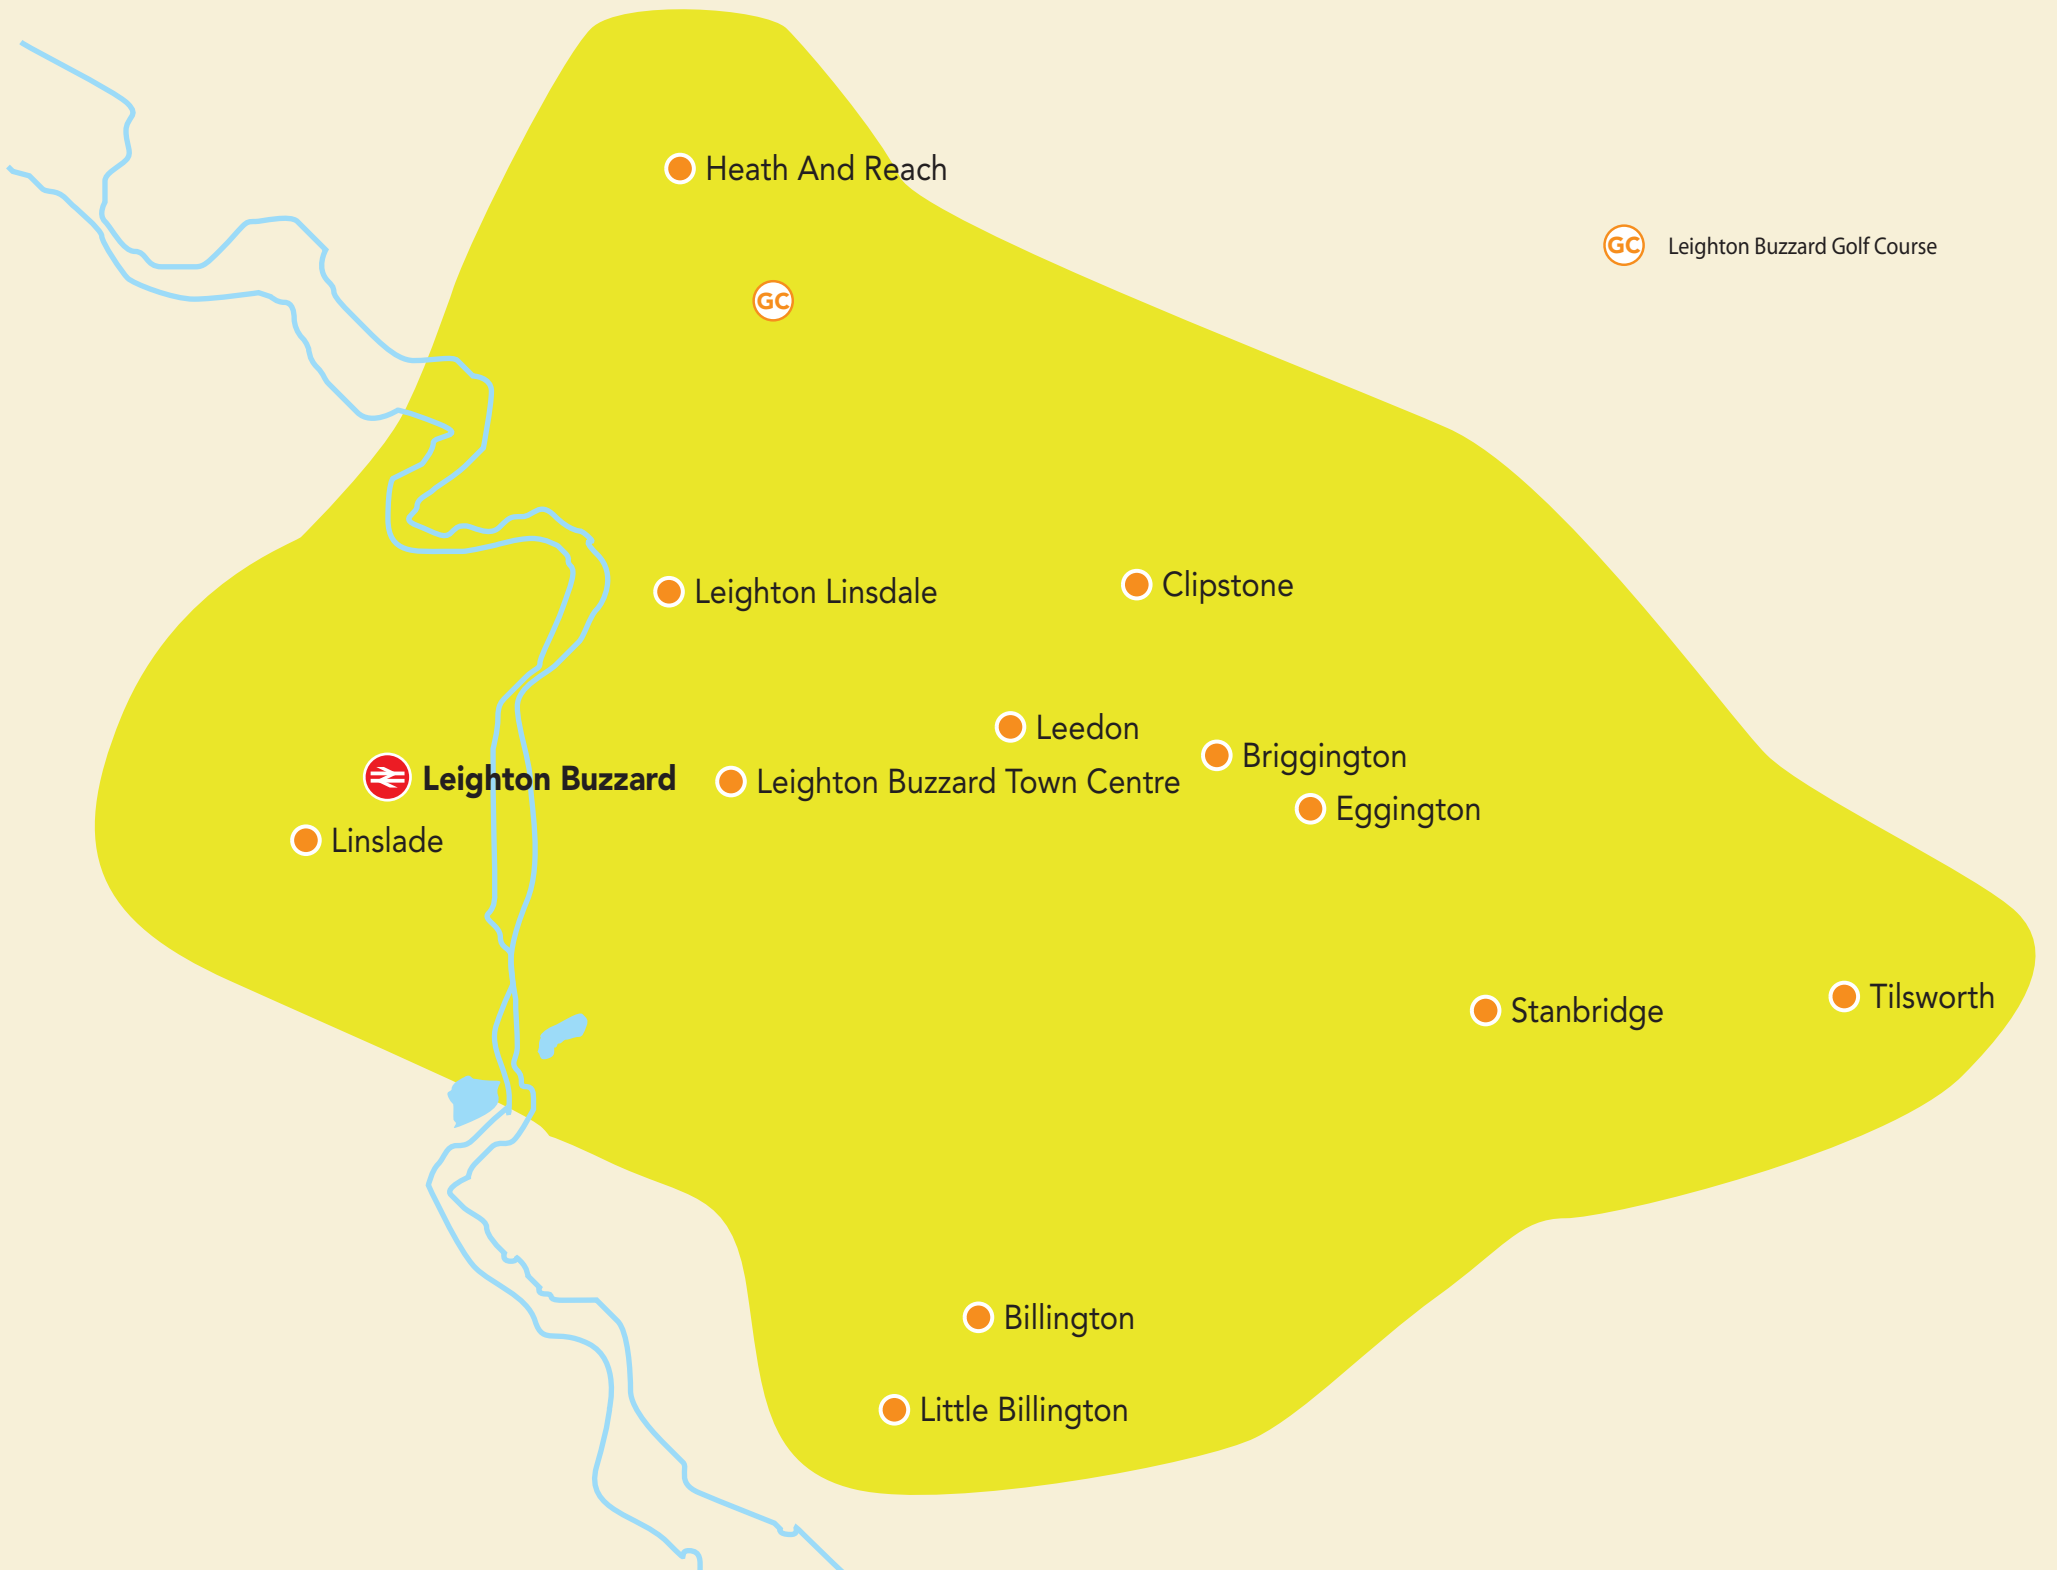 Heath And Reach
GC Leighton Buzzard Golf Course
GC
Leighton Linsdale
Clipstone
Leedon
Briggington
Leighton Buzzard
Leighton Buzzard Town Centre
Eggington
Linslade
Stanbridge
Tilsworth
Billington
Little Billington